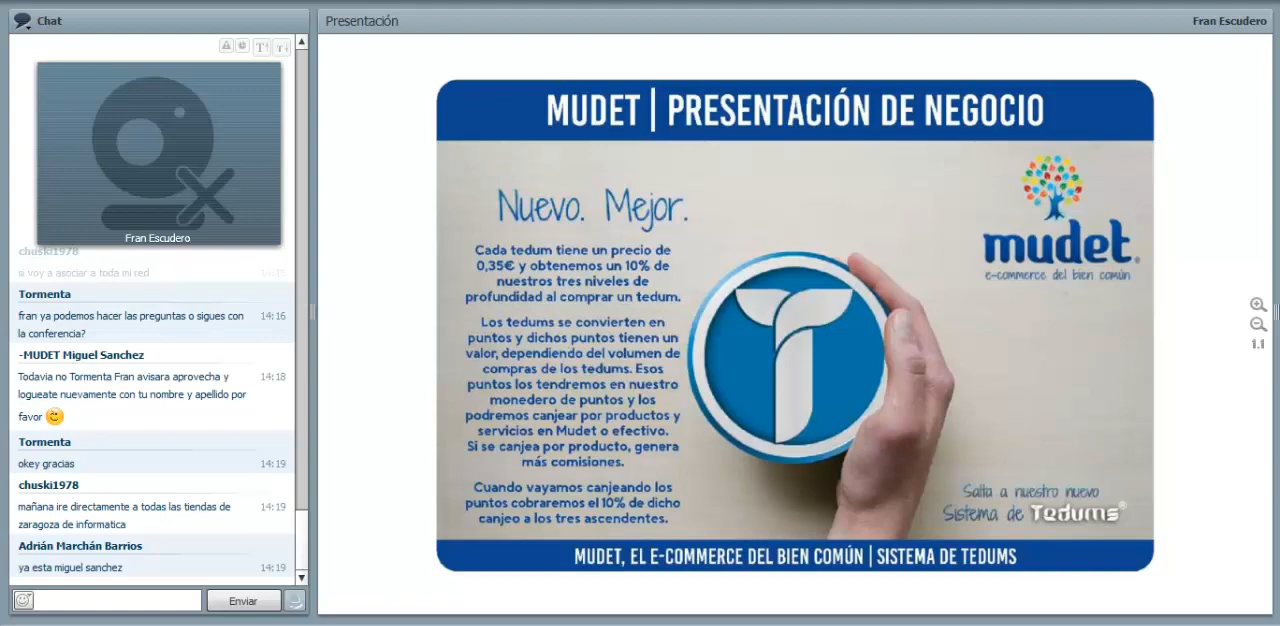 Chat
Fran Escudero
chuski1978
si voy a asociar a toda mi red
Tormenta
fran ya podemos hacer las preguntas o sigues con 14:16
la conferencia?
-MUDET Miguel Sanchez
Todavia no Tormenta Fran avisara aprovecha y 14:18
logueate nuevamente con tu nombre y apellido por
favor
Tormenta
okey gracias 14:19
chuski1978
mañana ire directamente a todas las tiendas de 14:19
zaragoza de informatica
Adrián Marchán Barrios
ya esta miguel sanchez 14:19
Enviar
Presentación
Fran Escudero
MUDET | PRESENTACIÓN DE NEGOCIO
Nuevo. Mejor.
Cada tedum tiene un precio de
0,35€ y obtenemos un 10% de
nuestros tres niveles de
profundidad al comprar un tedum.
Los tedums se convierten en
puntos y dichos puntos tienen un
valor, dependiendo del volumen de
compras de los tedums. Esos
puntos los tendremos en nuestro
monedero de puntos y los
podremos canjear por productos y
servicios en Mudet o efectivo.
Si se canjea por producto, genera
más comisiones.
Cuando vayamos canjeando los
puntos cobraremos el 10% de dicho
canjeo a los tres ascendentes.
mudet®
e-commerce del bien común
Salta a nuestro nuevo
Sistema de Tedums®
MUDET, EL E-COMMERCE DEL BIEN COMÚN | SISTEMA DE TEDUMS
1.1